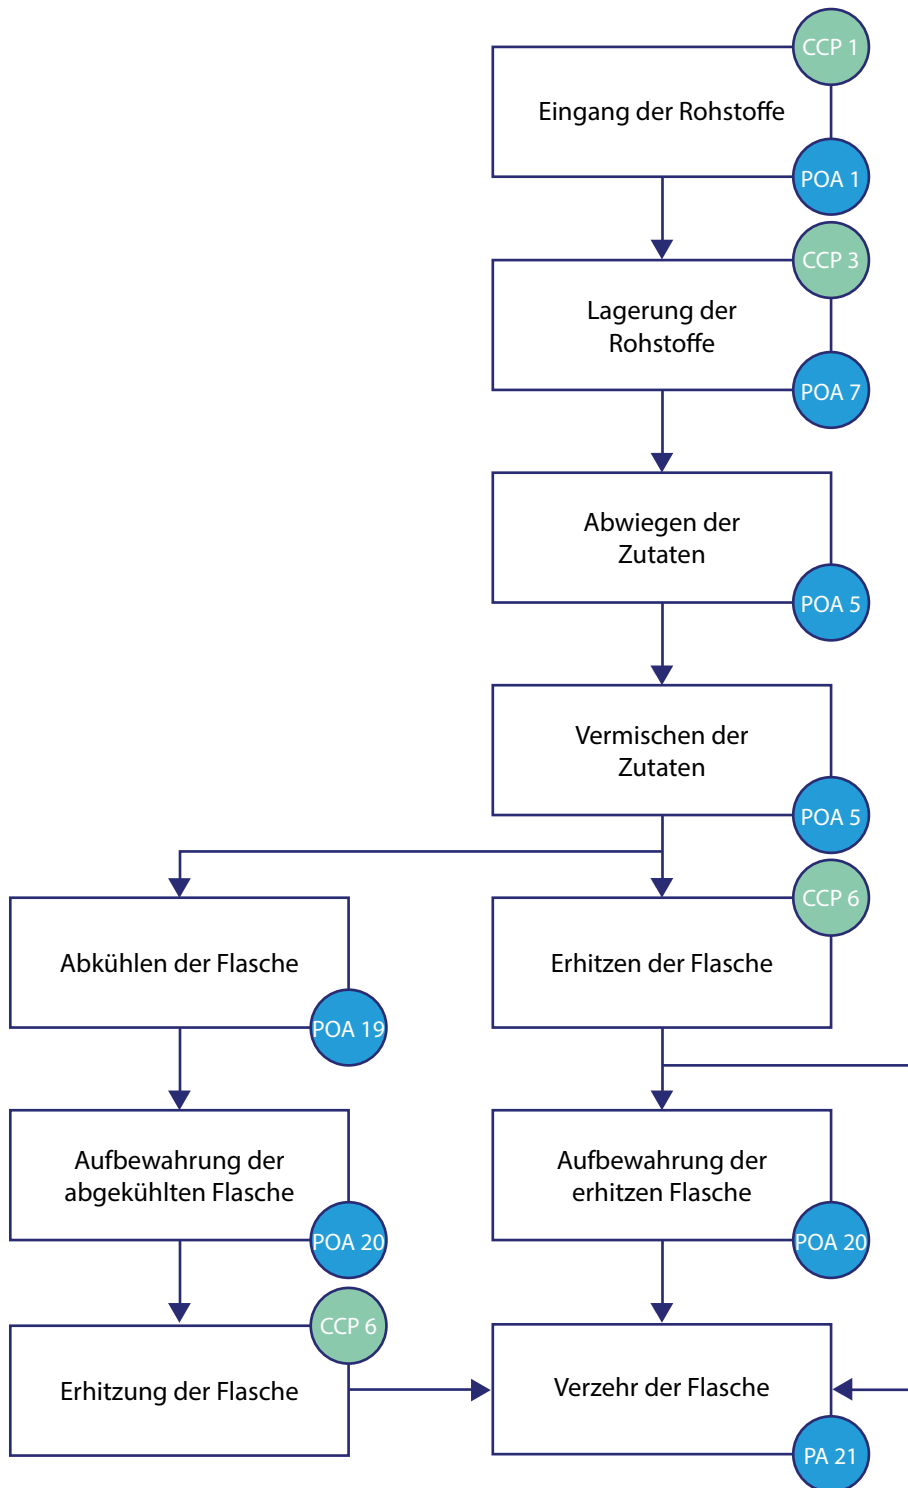 CCP 1
Eingang der Rohstoffe
POA 1
CCP 3
Lagerung der
Rohstoffe
POA 7
Abwiegen der
Zutaten
POA 5
Vermischen der
Zutaten
POA 5
CCP 6
Abkühlen der Flasche
Erhitzen der Flasche
POA 19
Aufbewahrung der
abgekühlten Flasche
POA 20
Aufbewahrung der
erhitzen Flasche
POA 20
CCP 6
Erhitzung der Flasche
Verzehr der Flasche
PA 21